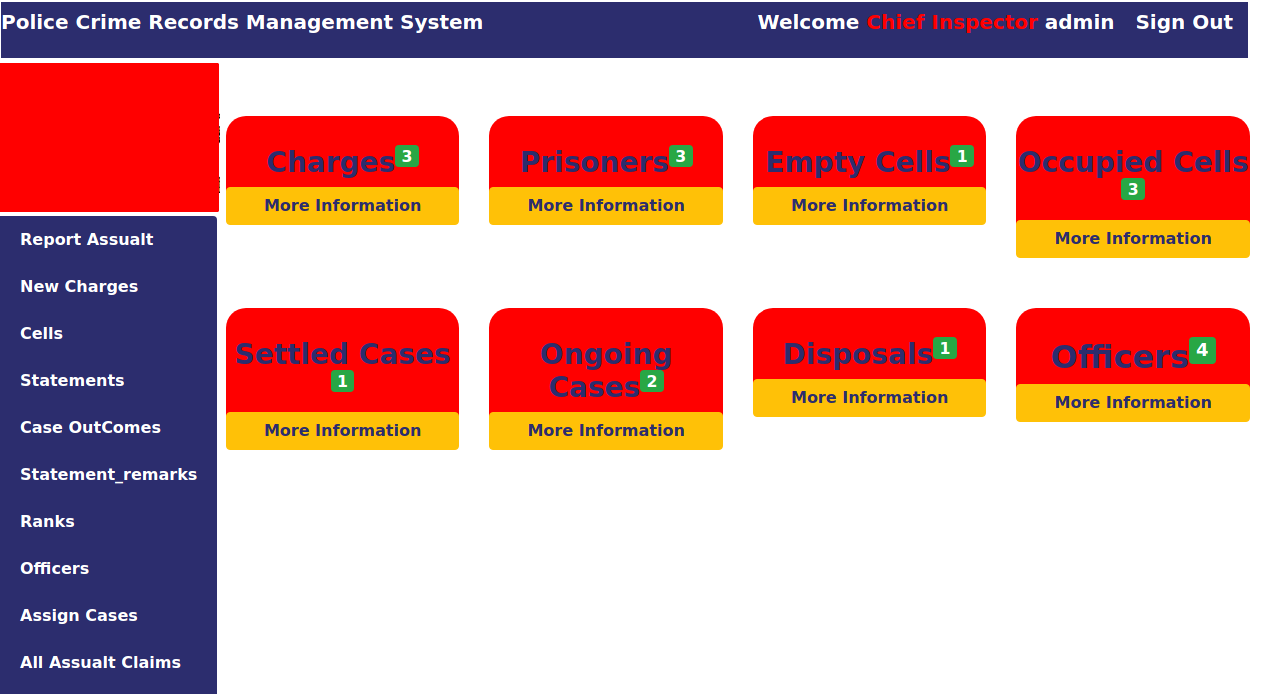 Police Crime Records Management System
Welcome Chief Inspector admin Sign Out
Charges 3
More Information
Prisoners 3
More Information
Empty Cells 1
More Information
Occupied Cells
3
More Information
Settled Cases
1
More Information
Ongoing
Cases 2
More Information
Disposals 1
More Information
Officers 4
More Information
Report Assualt
New Charges
Cells
Statements
Case OutComes
Statement_remarks
Ranks
Officers
Assign Cases
All Assualt Claims